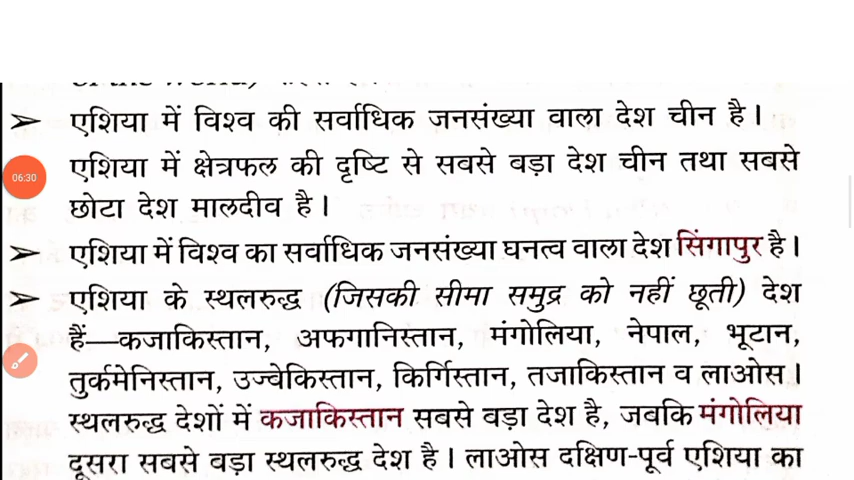 ➤ एशिया में विश्व की सर्वाधिक जनसंख्या वाला देश चीन है।
एशिया में क्षेत्रफल की दृष्टि से सबसे बड़ा देश चीन तथा सबसे
06:30
छोटा देश मालदीव है।
➤ एशिया में विश्व का सर्वाधिक जनसंख्या घनत्व वाला देश सिंगापुर है।
➤ एशिया के स्थलरुद्ध (जिसकी सीमा समुद्र को नहीं छूती) देश
हैं—कजाकिस्तान, अफगानिस्तान, मंगोलिया, नेपाल, भूटान,
तुर्कमेनिस्तान, उज्वेकिस्तान, किर्गिस्तान, तजाकिस्तान व लाओस।
स्थलरुद्ध देशों में कजाकिस्तान सबसे बड़ा देश है, जबकि मंगोलिया
दूसरा सबसे बड़ा स्थलरुद्ध देश है। लाओस दक्षिण-पूर्व एशिया का